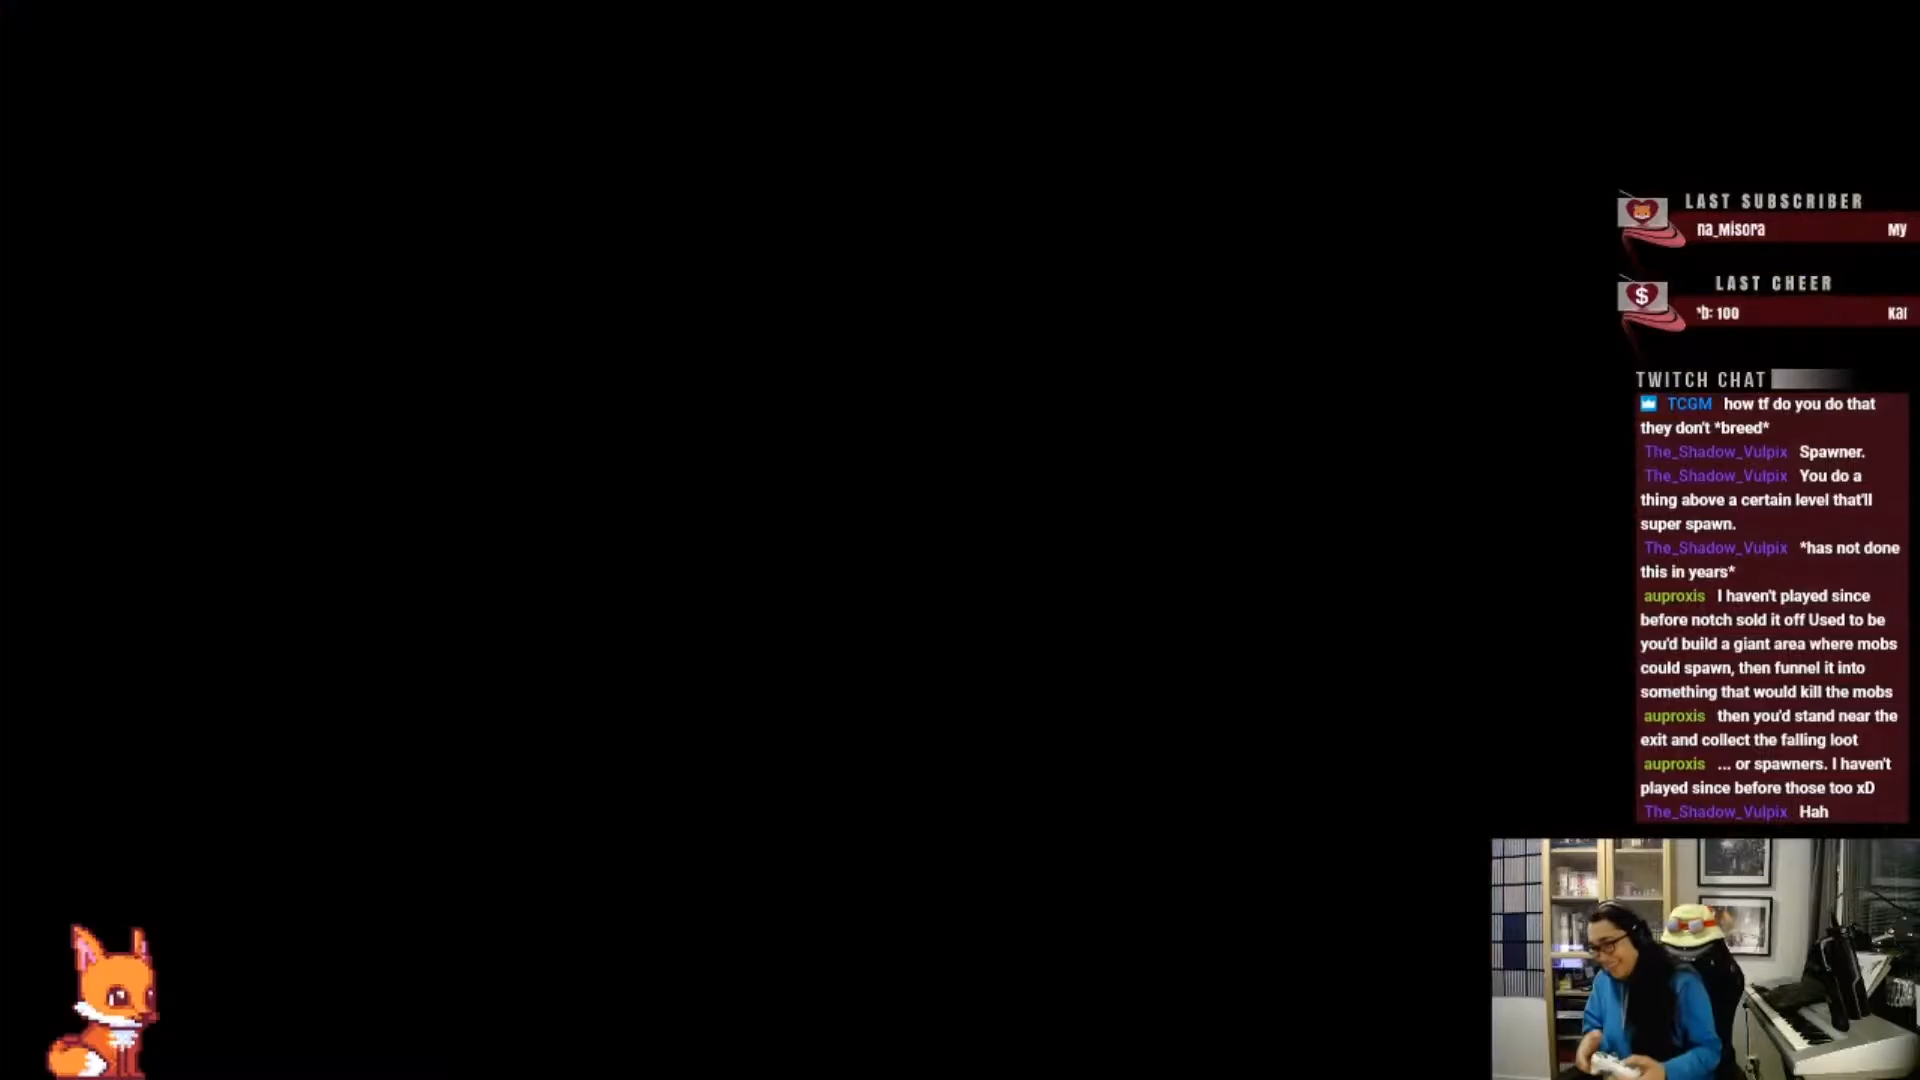 LAST SUBSCRIBER
na_Misora My
LAST CHEER
$
b: 100 Kai
TWITCH CHAT
TCGM how tf do you do that
they don't *breed*
The_Shadow_Vulpix Spawner.
The_Shadow_Vulpix You do a
thing above a certain level that'll
super spawn.
The_Shadow_Vulpix *has not done
this in years*
auproxis I haven't played since
before notch sold it off Used to be
you'd build a giant area where mobs
could spawn, then funnel it into
something that would kill the mobs
auproxis then you'd stand near the
exit and collect the falling loot
auproxis ... or spawners. I haven't
played since before those too xD
The_Shadow_Vulpix Hah